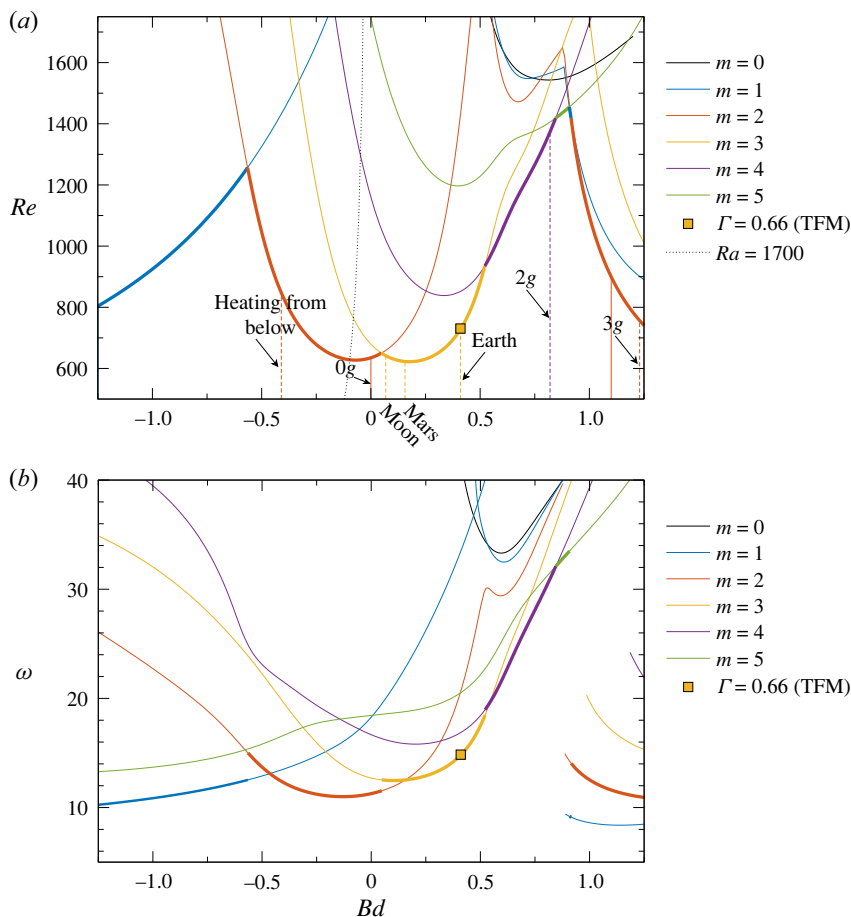 (a)
1600
1400
1200
1000
800
600
Re
Heating from
below
0g
Moon
Mars
Earth
2g
3g
–1.0
–0.5
0
0.5
1.0
m = 0
m = 1
m = 2
m = 3
m = 4
m = 5
Γ = 0.66 (TFM)
Ra = 1700
(b)
40
30
20
10
ω
–1.0
–0.5
0
0.5
1.0
Bd
m = 0
m = 1
m = 2
m = 3
m = 4
m = 5
Γ = 0.66 (TFM)